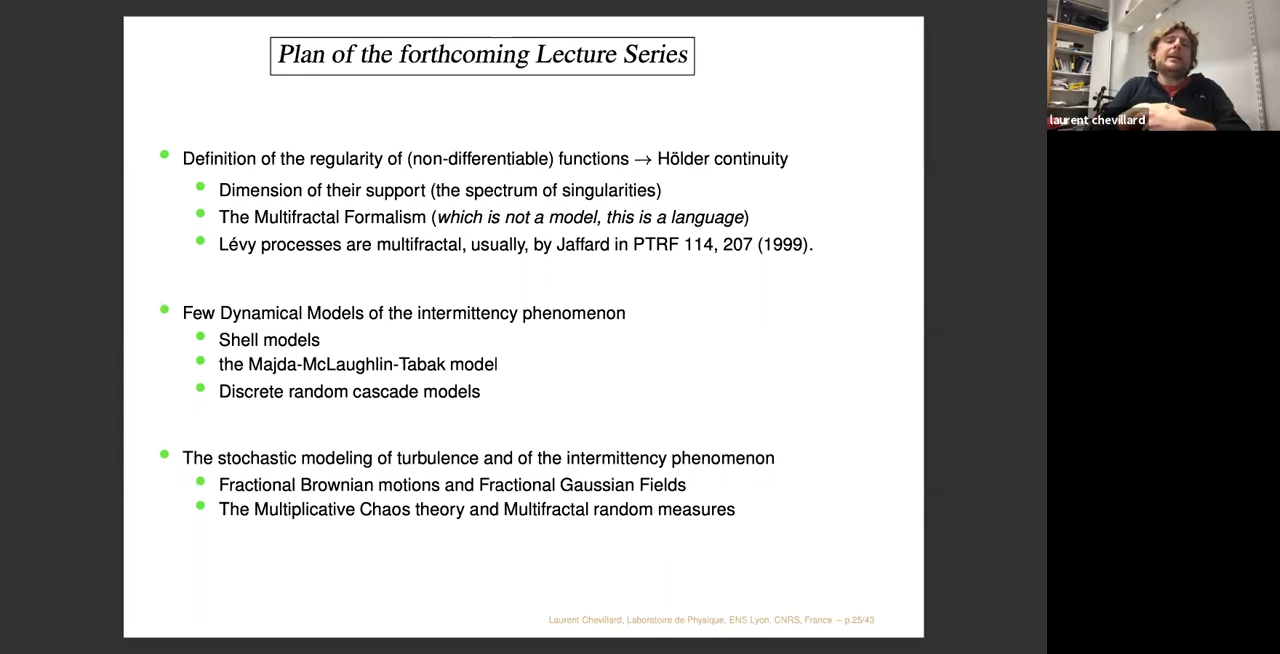 Plan of the forthcoming Lecture Series
laurent chevillard
Definition of the regularity of (non-differentiable) functions → Hölder continuity
Dimension of their support (the spectrum of singularities)
The Multifractal Formalism (which is not a model, this is a language)
Lévy processes are multifractal, usually, by Jaffard in PTRF 114, 207 (1999).
Few Dynamical Models of the intermittency phenomenon
Shell models
the Majda-McLaughlin-Tabak model
Discrete random cascade models
The stochastic modeling of turbulence and of the intermittency phenomenon
Fractional Brownian motions and Fractional Gaussian Fields
The Multiplicative Chaos theory and Multifractal random measures
Laurent Chevillard, Laboratoire de Physique, ENS Lyon, CNRS, France – p.25/43